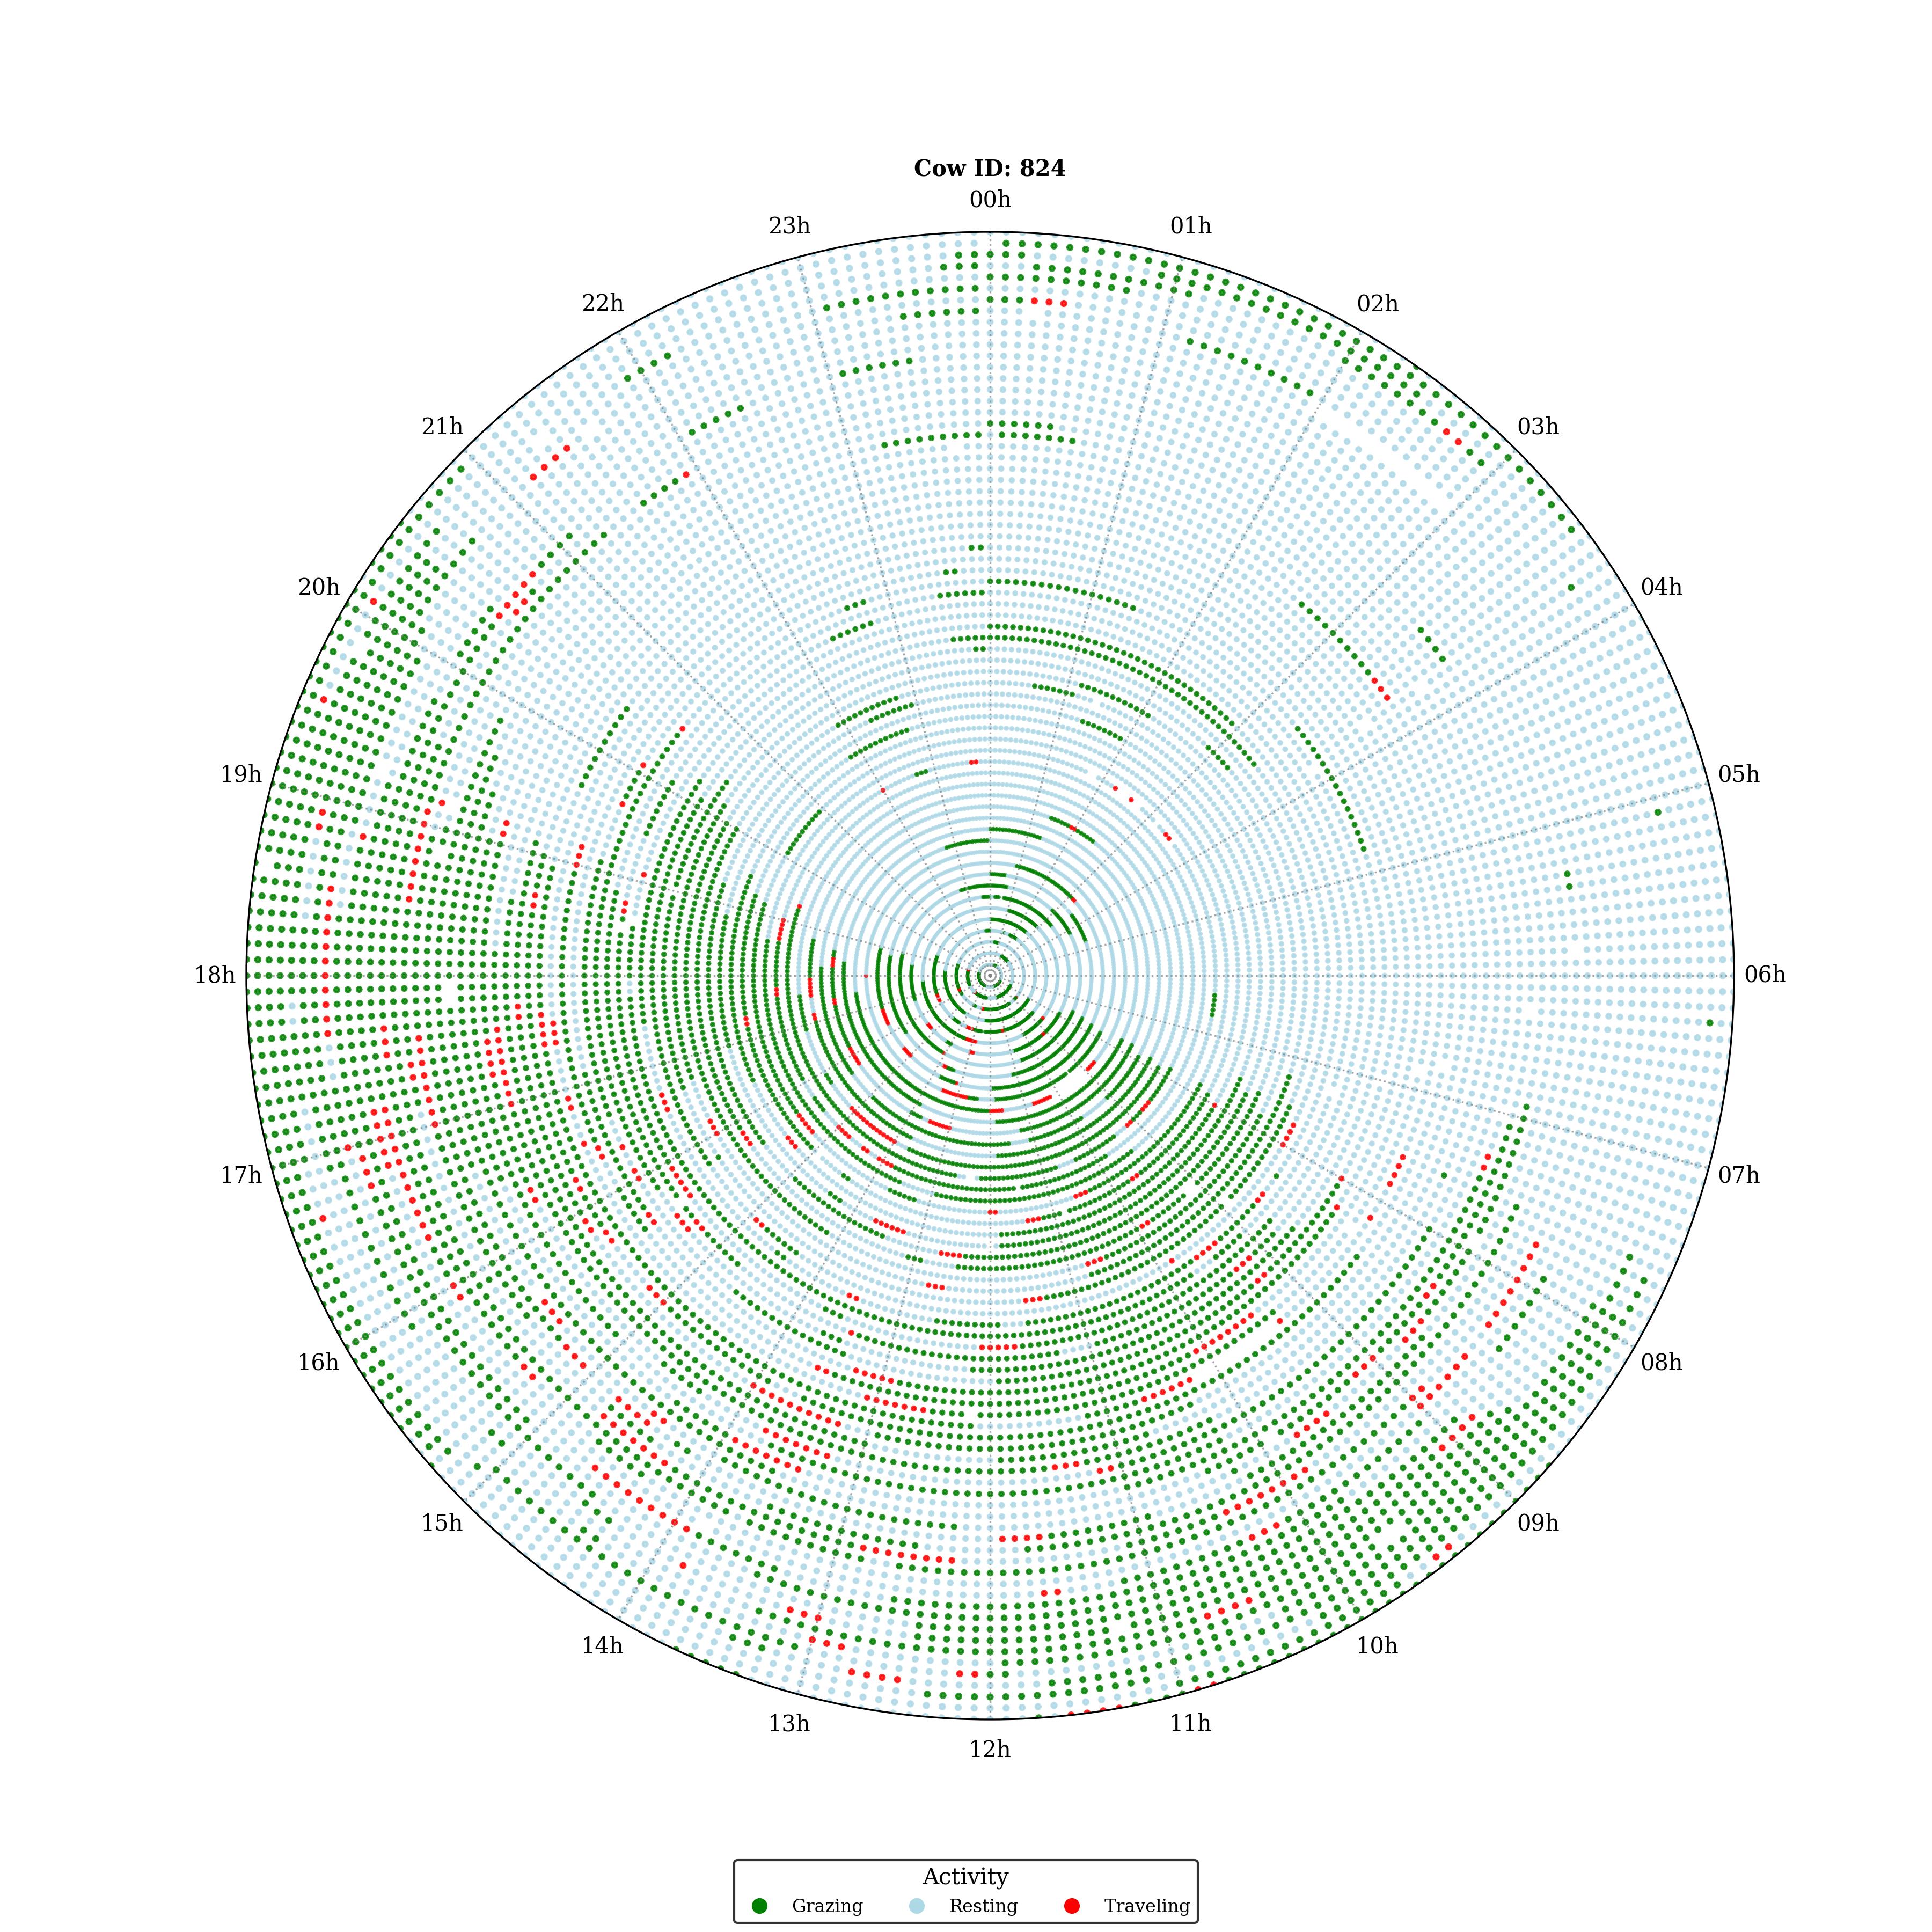 Cow ID: 824
00h
01h
02h
03h
04h
05h
06h
07h
08h
09h
10h
11h
12h
13h
14h
15h
16h
17h
18h
19h
20h
21h
22h
23h
Activity
Grazing Resting Traveling